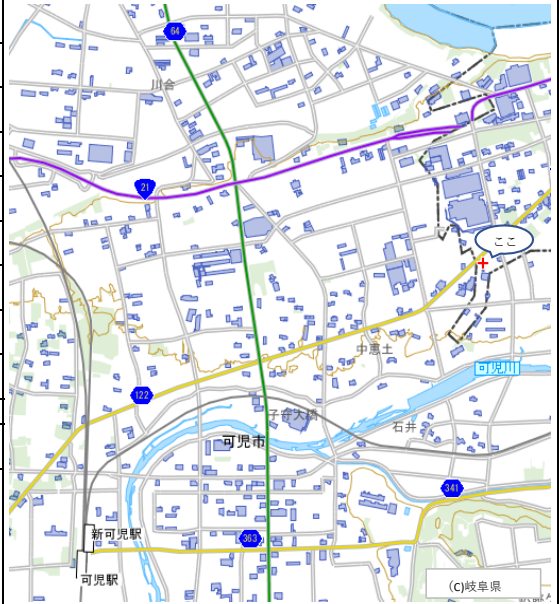 64
川合
21
ここ
中恵土
可児川
122
子守大橋
石井
可児市
341
新可児駅
363
可児駅
(C)岐阜県